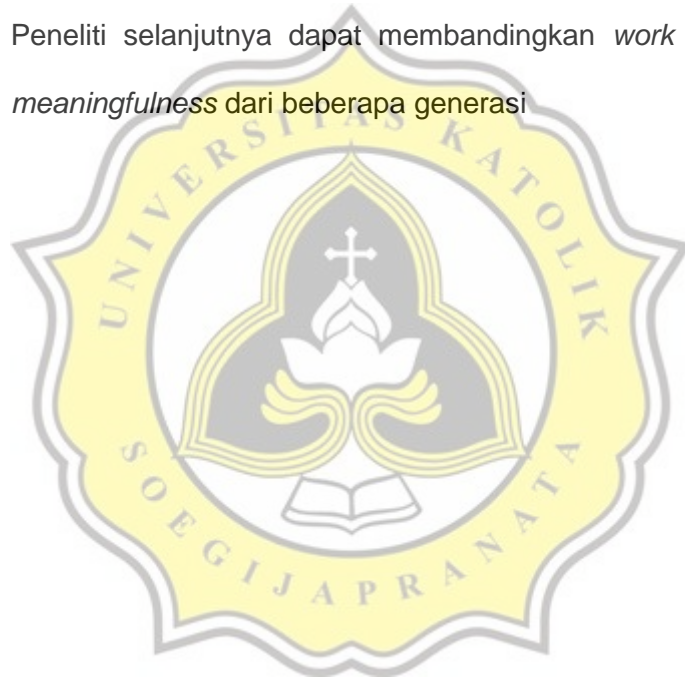 Peneliti selanjutnya dapat membandingkan work
meaningfulness dari beberapa generasi
UNIVERSITAS KATOLIK
SOEGIJAPRANATA